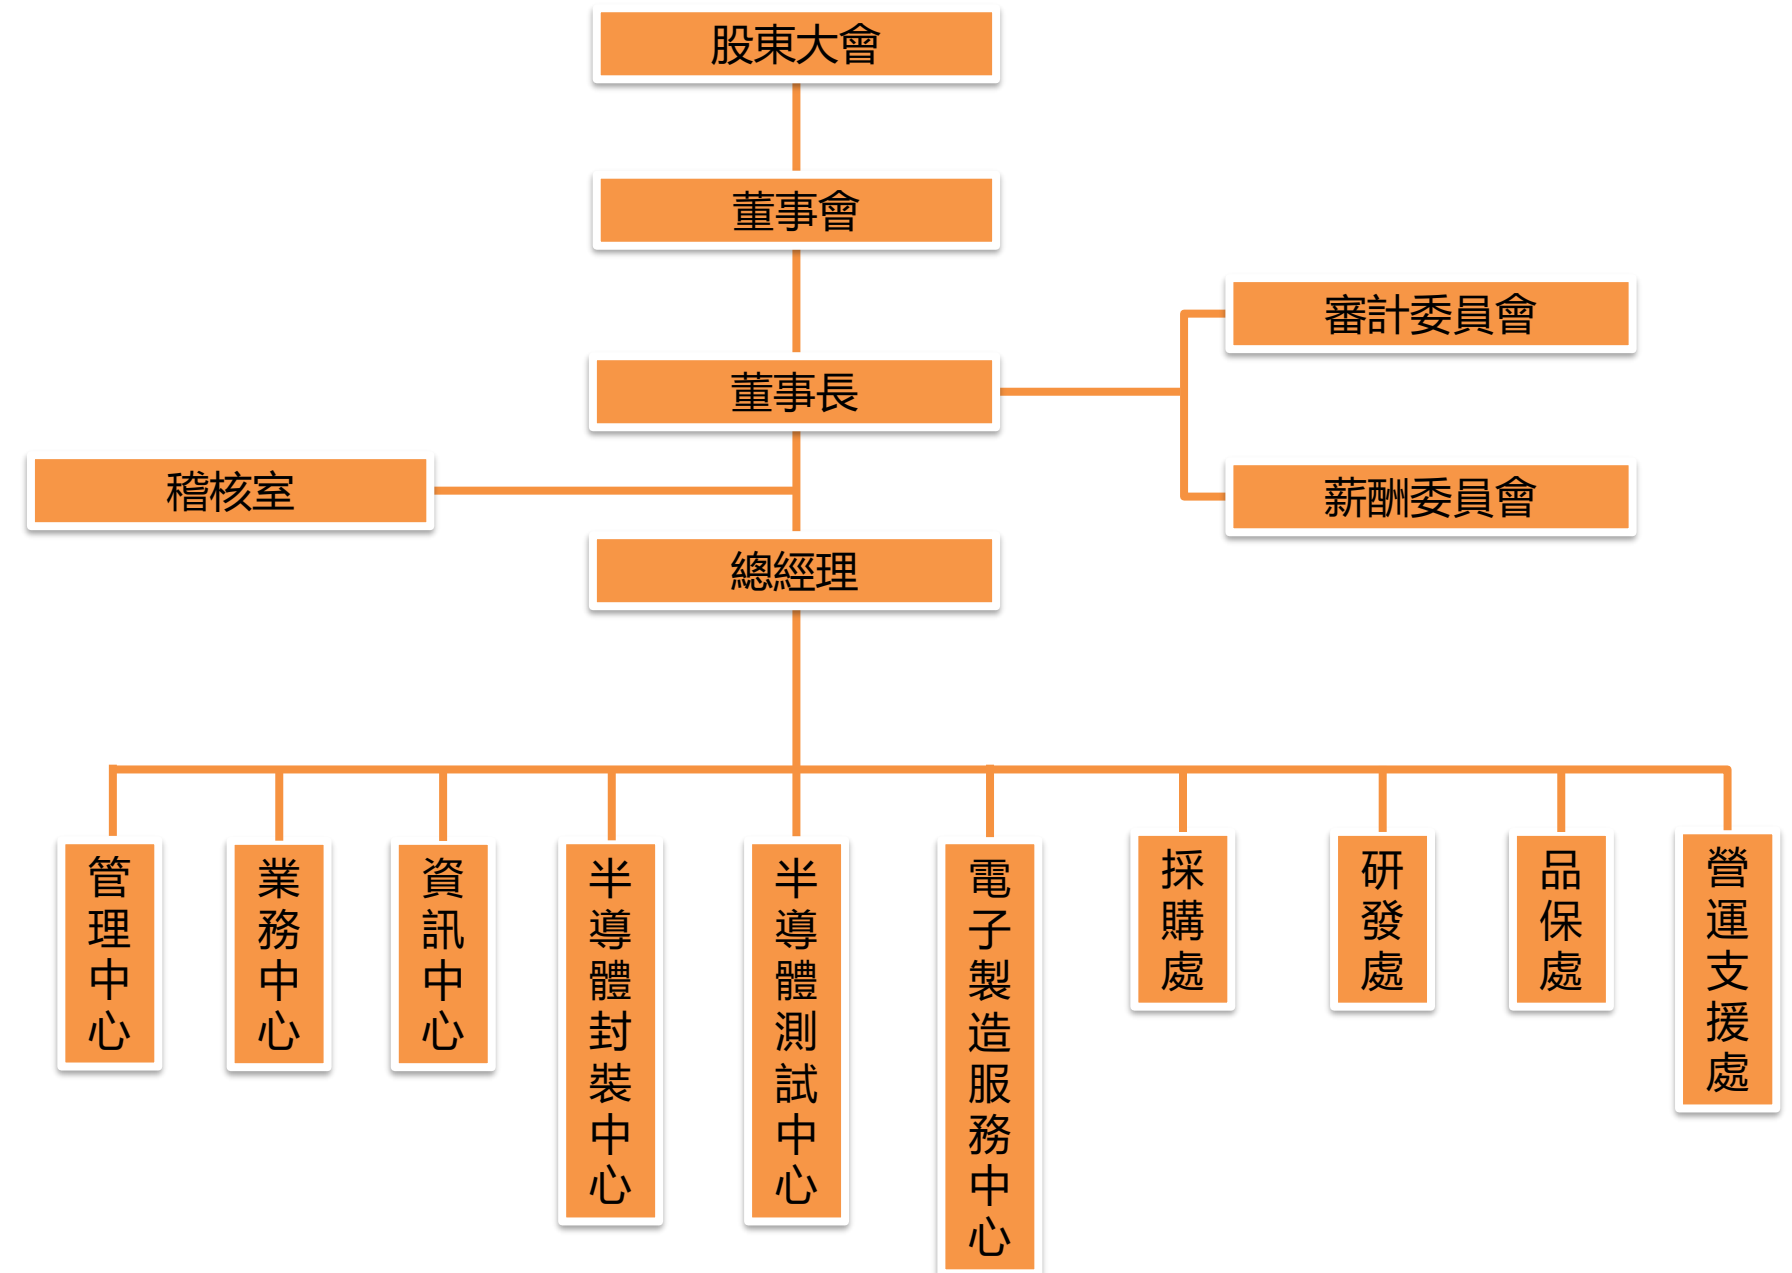 股東大會
董事會
審計委員會
董事長
薪酬委員會
稽核室
總經理
管理中心
業務中心
資訊中心
半導體封裝中心
半導體測試中心
電子製造服務中心
採購處
研發處
品保處
營運支援處